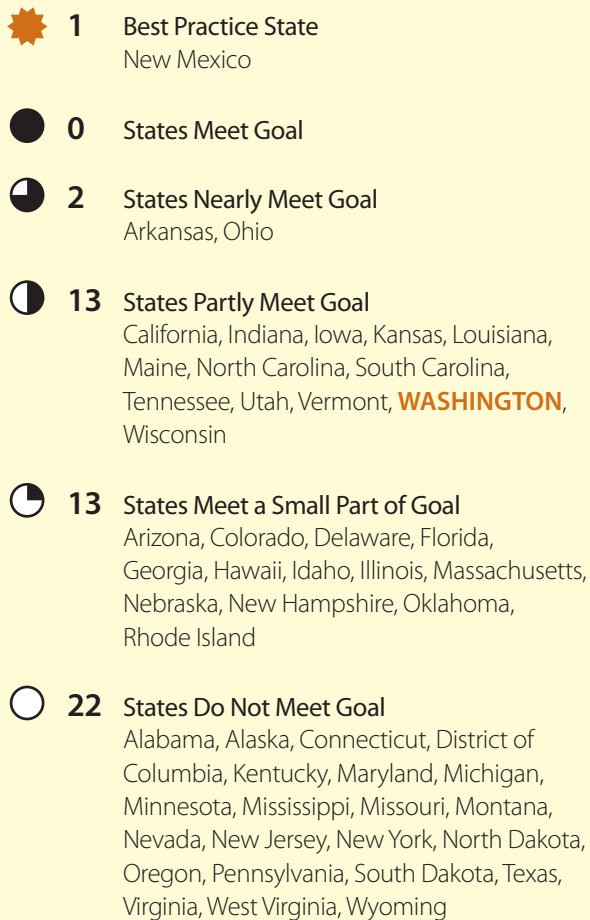 1 Best Practice State
New Mexico
0 States Meet Goal
2 States Nearly Meet Goal
Arkansas, Ohio
13 States Partly Meet Goal
California, Indiana, Iowa, Kansas, Louisiana,
Maine, North Carolina, South Carolina,
Tennessee, Utah, Vermont, WASHINGTON,
Wisconsin
13 States Meet a Small Part of Goal
Arizona, Colorado, Delaware, Florida,
Georgia, Hawaii, Idaho, Illinois, Massachusetts,
Nebraska, New Hampshire, Oklahoma,
Rhode Island
22 States Do Not Meet Goal
Alabama, Alaska, Connecticut, District of
Columbia, Kentucky, Maryland, Michigan,
Minnesota, Mississippi, Missouri, Montana,
Nevada, New Jersey, New York, North Dakota,
Oregon, Pennsylvania, South Dakota, Texas,
Virginia, West Virginia, Wyoming